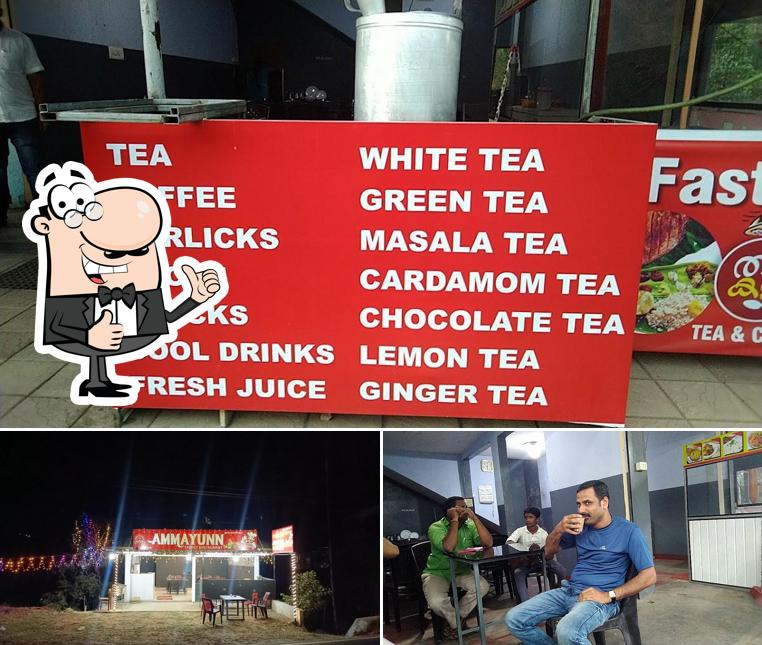 TEA
FFEE
RLICKS
CKS
OOL DRINKS
FRESH JUICE
WHITE TEA
GREEN TEA
MASALA TEA
CARDAMOM TEA
CHOCOLATE TEA
LEMON TEA
GINGER TEA
Fast
TEA & C
AMMAYUNN